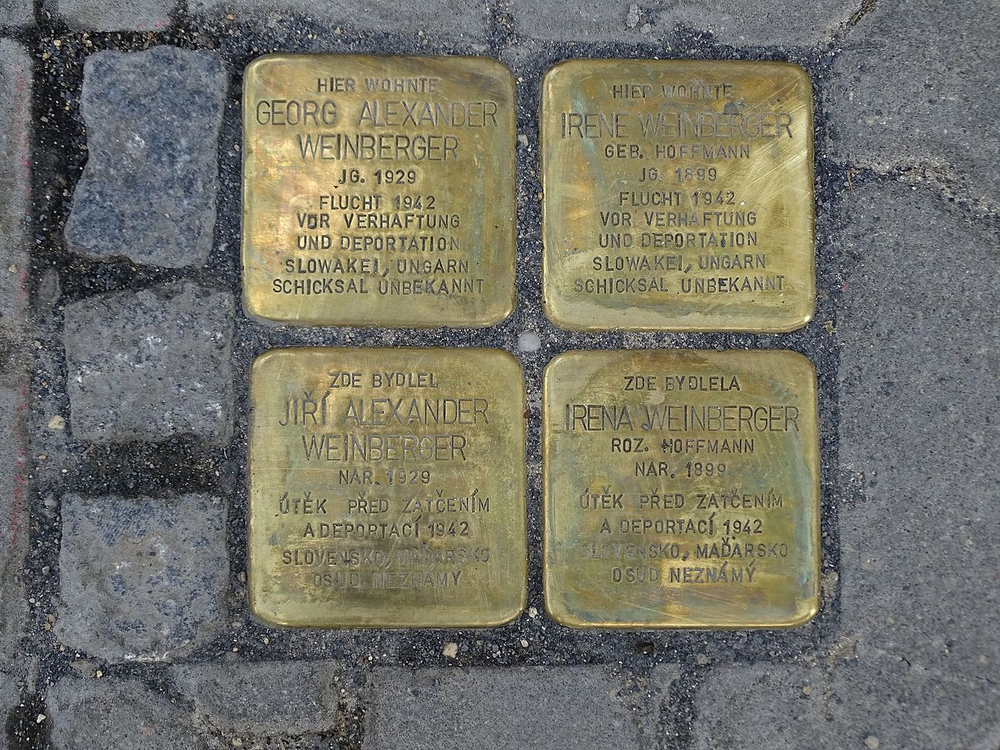 HIER WOHNTE
GEORG ALEXANDER
WEINBERGER
JG. 1929
FLUCHT 1942
VOR VERHAFTUNG
UND DEPORTATION
SLOWAKEI, UNGARN
SCHICKSAL UNBEKANNT
HIER WOHNTE
IRENE WEINBERGER
GEB. HOFFMANN
JG. 1899
FLUCHT 1942
VOR VERHAFTUNG
UND DEPORTATION
SLOWAKEI, UNGARN
SCHICKSAL UNBEKANNT
ZDE BYDLEL
JIŘÍ ALEXANDER
WEINBERGER
NAR. 1929
ÚTĚK PŘED ZATČENÍM
A DEPORTACÍ 1942
SLOVENSKO, MAĎARSKO
OSUD NEZNÁMÝ
ZDE BYDLELA
IRENA WEINBERGER
ROZ. HOFFMANN
NAR. 1899
ÚTĚK PŘED ZATČENÍM
A DEPORTACÍ 1942
SLOVENSKO, MAĎARSKO
OSUD NEZNÁMÝ